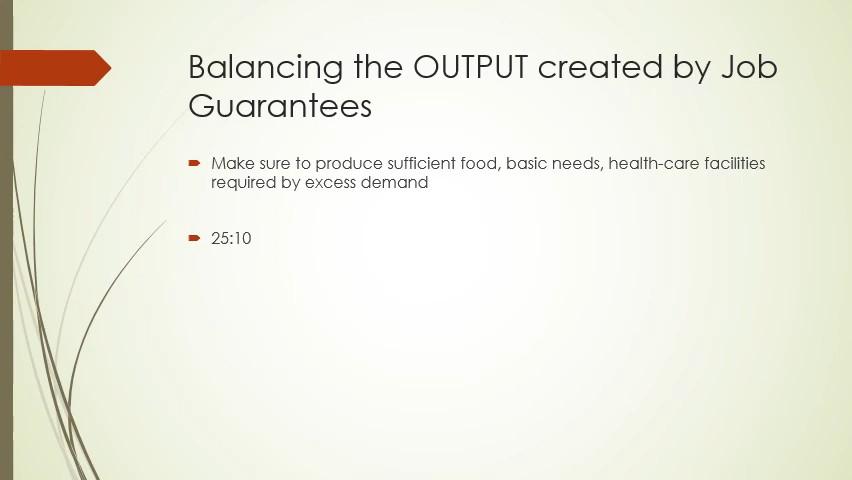 Balancing the OUTPUT created by Job
Guarantees
Make sure to produce sufficient food, basic needs, health-care facilities
required by excess demand
25:10